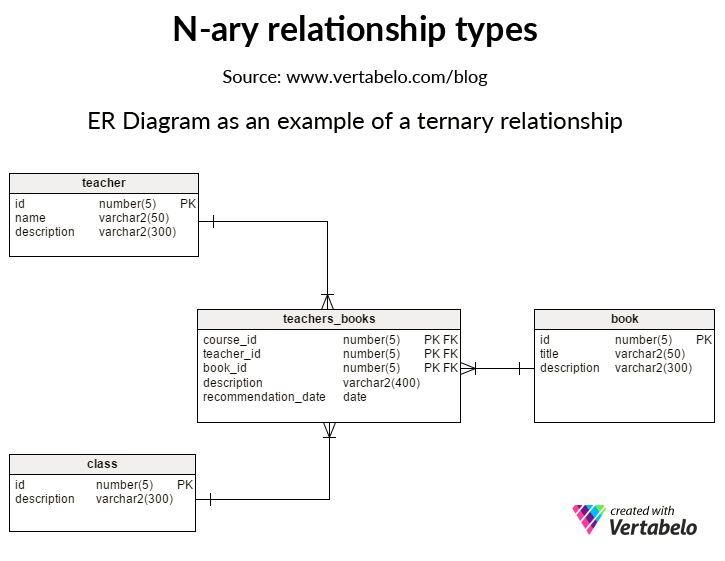 N-ary relationship types
Source: www.vertabelo.com/blog
ER Diagram as an example of a ternary relationship
teacher
id number(5) PK
name varchar2(50)
description varchar2(300)
teachers_books
course_id number(5) PK FK
teacher_id number(5) PK FK
book_id number(5) PK FK
description varchar2(400)
recommendation_date date
book
id number(5) PK
title varchar2(50)
description varchar2(300)
class
id number(5) PK
description varchar2(300)
created with
Vertabelo